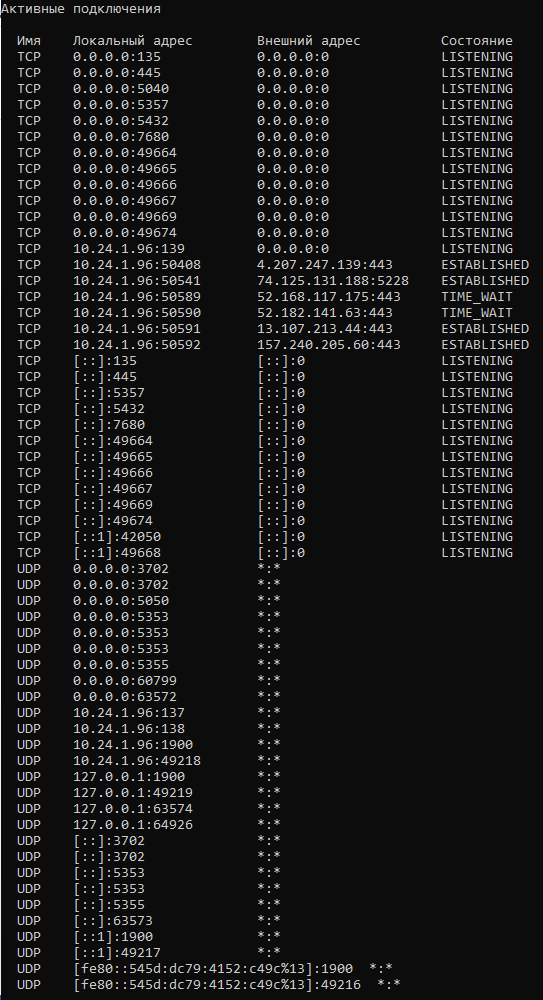 Активные подключения
Имя Локальный адрес Внешний адрес Состояние
TCP 0.0.0.0:135 0.0.0.0:0 LISTENING
TCP 0.0.0.0:445 0.0.0.0:0 LISTENING
TCP 0.0.0.0:5040 0.0.0.0:0 LISTENING
TCP 0.0.0.0:5357 0.0.0.0:0 LISTENING
TCP 0.0.0.0:5432 0.0.0.0:0 LISTENING
TCP 0.0.0.0:7680 0.0.0.0:0 LISTENING
TCP 0.0.0.0:49664 0.0.0.0:0 LISTENING
TCP 0.0.0.0:49665 0.0.0.0:0 LISTENING
TCP 0.0.0.0:49666 0.0.0.0:0 LISTENING
TCP 0.0.0.0:49667 0.0.0.0:0 LISTENING
TCP 0.0.0.0:49669 0.0.0.0:0 LISTENING
TCP 0.0.0.0:49674 0.0.0.0:0 LISTENING
TCP 10.24.1.96:139 0.0.0.0:0 LISTENING
TCP 10.24.1.96:50408 4.207.247.139:443 ESTABLISHED
TCP 10.24.1.96:50541 74.125.131.188:5228 ESTABLISHED
TCP 10.24.1.96:50589 52.168.117.175:443 TIME_WAIT
TCP 10.24.1.96:50590 52.182.141.63:443 TIME_WAIT
TCP 10.24.1.96:50591 13.107.213.44:443 ESTABLISHED
TCP 10.24.1.96:50592 157.240.205.60:443 ESTABLISHED
TCP [::]:135 [::]:0 LISTENING
TCP [::]:445 [::]:0 LISTENING
TCP [::]:5357 [::]:0 LISTENING
TCP [::]:5432 [::]:0 LISTENING
TCP [::]:7680 [::]:0 LISTENING
TCP [::]:49664 [::]:0 LISTENING
TCP [::]:49665 [::]:0 LISTENING
TCP [::]:49666 [::]:0 LISTENING
TCP [::]:49667 [::]:0 LISTENING
TCP [::]:49669 [::]:0 LISTENING
TCP [::]:49674 [::]:0 LISTENING
TCP [::1]:42050 [::]:0 LISTENING
TCP [::1]:49668 [::]:0 LISTENING
UDP 0.0.0.0:3702 *:*
UDP 0.0.0.0:3702 *:*
UDP 0.0.0.0:5050 *:*
UDP 0.0.0.0:5353 *:*
UDP 0.0.0.0:5353 *:*
UDP 0.0.0.0:5353 *:*
UDP 0.0.0.0:5355 *:*
UDP 0.0.0.0:60799 *:*
UDP 0.0.0.0:63572 *:*
UDP 10.24.1.96:137 *:*
UDP 10.24.1.96:138 *:*
UDP 10.24.1.96:1900 *:*
UDP 10.24.1.96:49218 *:*
UDP 127.0.0.1:1900 *:*
UDP 127.0.0.1:49219 *:*
UDP 127.0.0.1:63574 *:*
UDP 127.0.0.1:64926 *:*
UDP [::]:3702 *:*
UDP [::]:3702 *:*
UDP [::]:5353 *:*
UDP [::]:5353 *:*
UDP [::]:5355 *:*
UDP [::]:63573 *:*
UDP [::1]:1900 *:*
UDP [::1]:49217 *:*
UDP [fe80::545d:dc79:4152:c49c%13]:1900 *:*
UDP [fe80::545d:dc79:4152:c49c%13]:49216 *:*